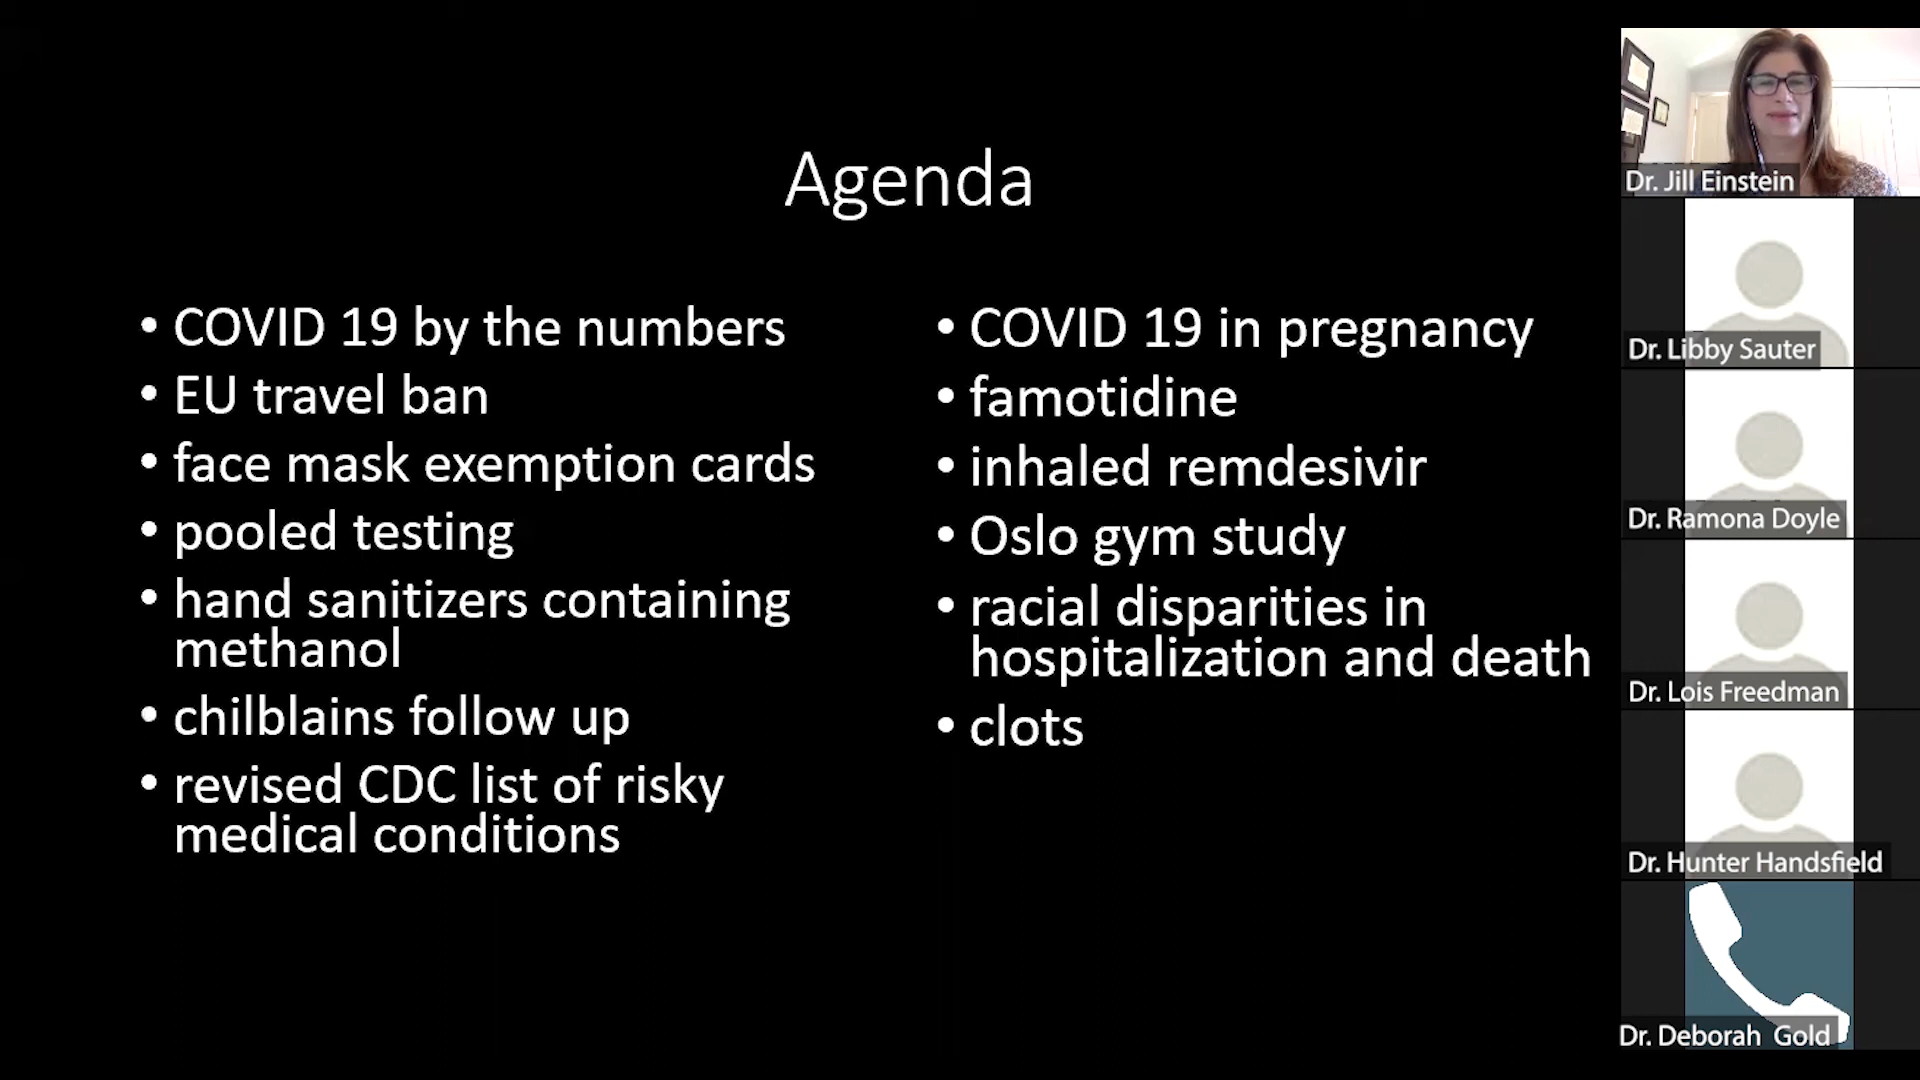 Agenda
• COVID 19 by the numbers
• EU travel ban
• face mask exemption cards
• pooled testing
• hand sanitizers containing
methanol
• chilblains follow up
• revised CDC list of risky
medical conditions
• COVID 19 in pregnancy
• famotidine
• inhaled remdesivir
• Oslo gym study
• racial disparities in
hospitalization and death
• clots
Dr. Jill Einstein
Dr. Libby Sauter
Dr. Ramona Doyle
Dr. Lois Freedman
Dr. Hunter Handsfield
Dr. Deborah Gold